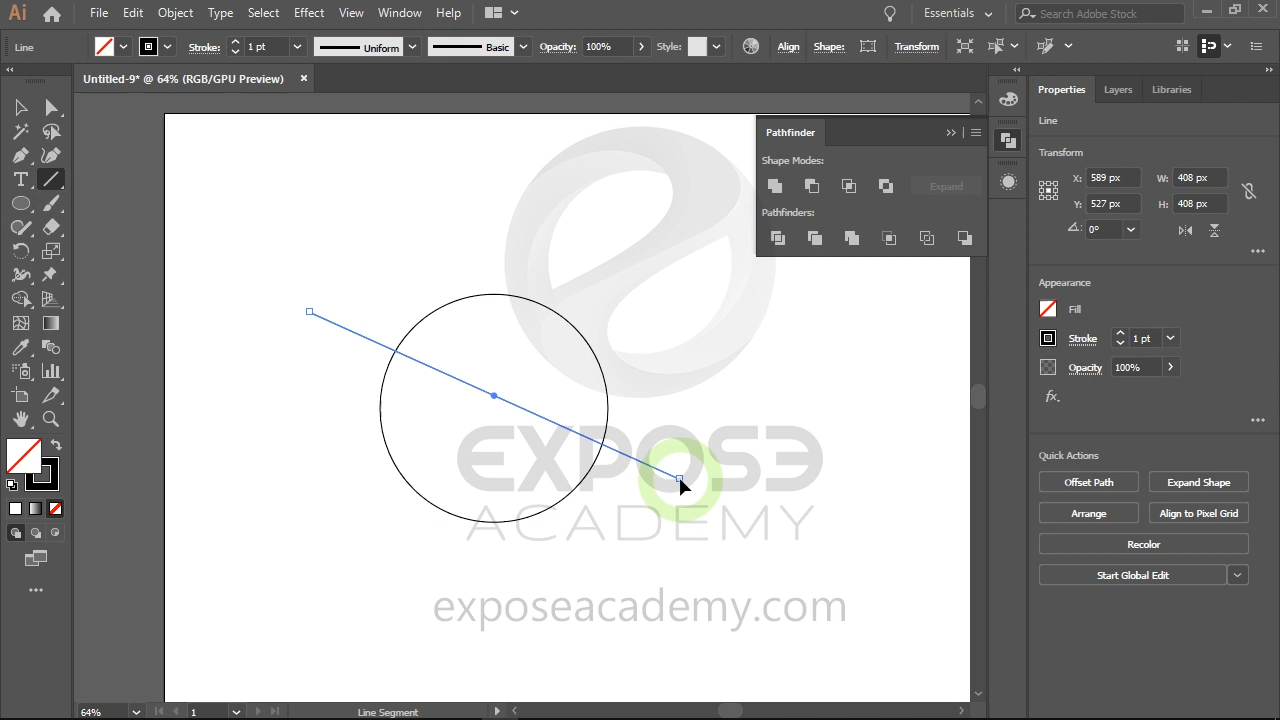 Ai File Edit Object Type Select Effect View Window Help Essentials Search Adobe Stock
Line Stroke: 1 pt Uniform Basic Opacity: 100% Style: Align Shape: Transform
Untitled-9* @ 64% (RGB/GPU Preview)
Pathfinder
Shape Modes:
Expand
Pathfinders:
Properties Layers Libraries
Line
Transform
X: 589 px W: 408 px
Y: 527 px H: 408 px
0°
Appearance
Fill
Stroke 1 pt
Opacity 100%
fx.
Quick Actions
Offset Path Expand Shape
Arrange Align to Pixel Grid
Recolor
Start Global Edit
EXPOSE
ACADEMY
exposeacademy.com
64% 1 Line Segment